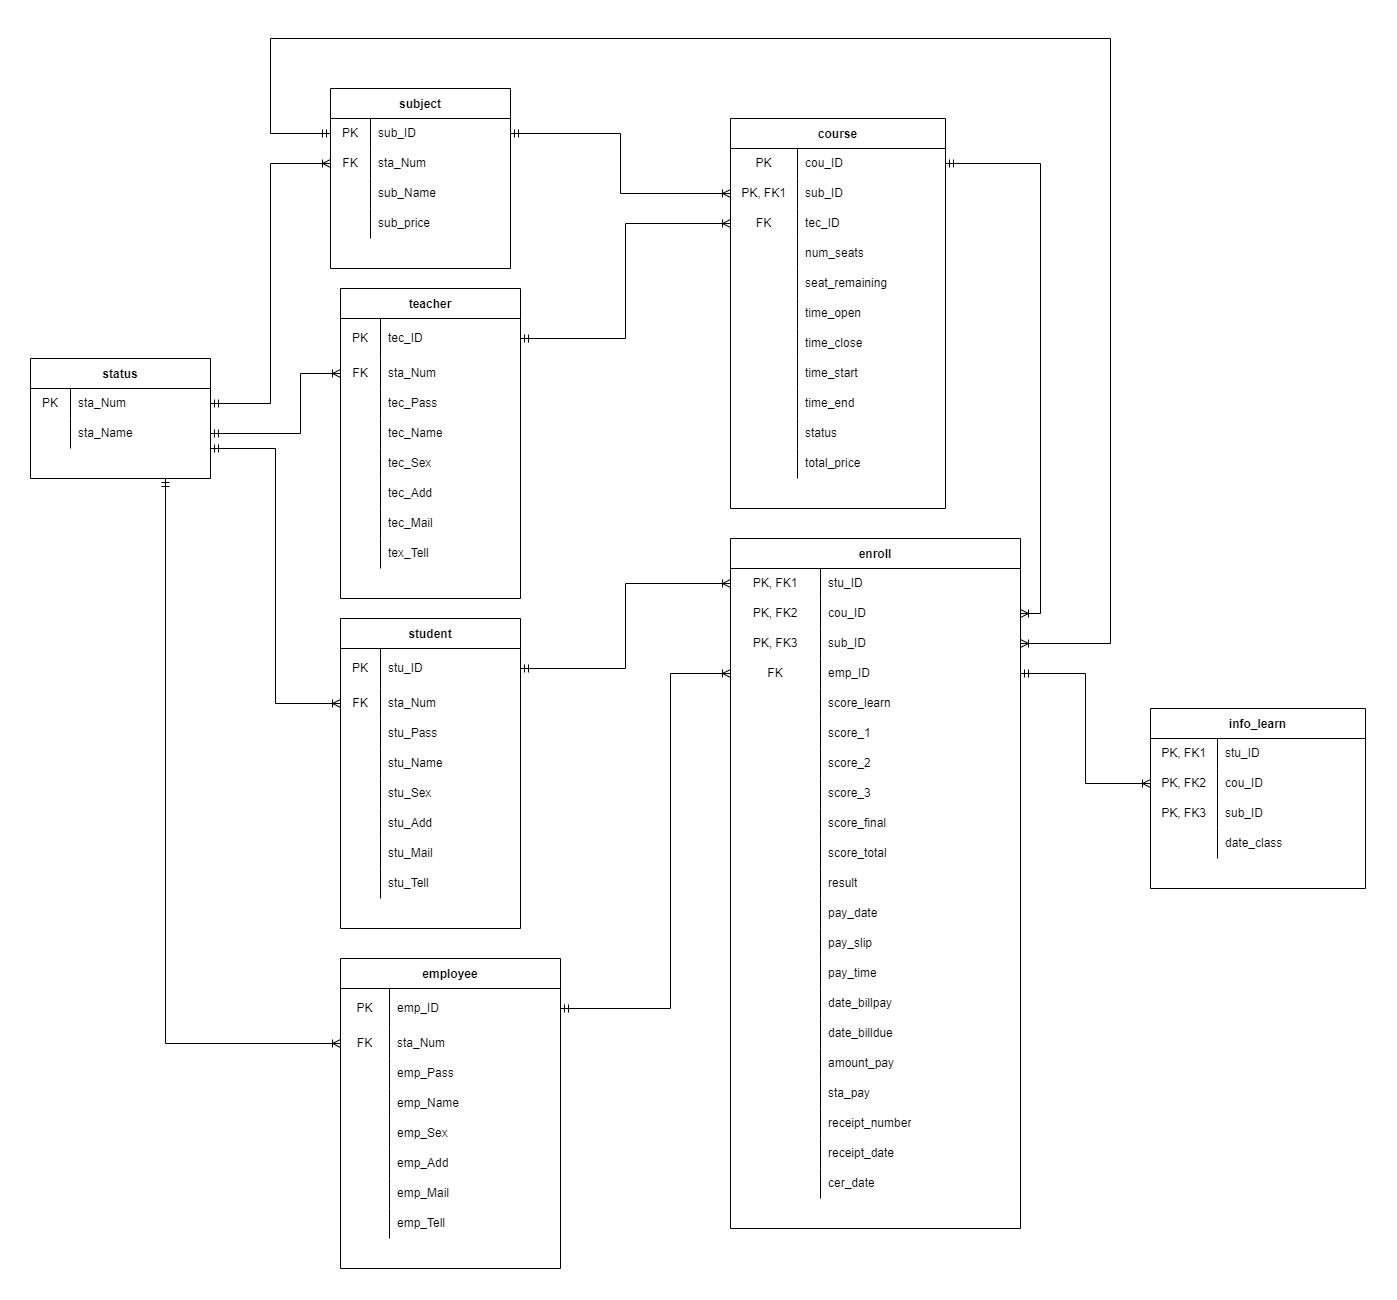 subject
PK sub_ID
FK sta_Num
sub_Name
sub_price
course
PK cou_ID
PK, FK1 sub_ID
FK tec_ID
num_seats
seat_remaining
time_open
time_close
time_start
time_end
status
total_price
teacher
PK tec_ID
FK sta_Num
tec_Pass
tec_Name
tec_Sex
tec_Add
tec_Mail
tex_Tell
status
PK sta_Num
sta_Name
student
PK stu_ID
FK sta_Num
stu_Pass
stu_Name
stu_Sex
stu_Add
stu_Mail
stu_Tell
enroll
PK, FK1 stu_ID
PK, FK2 cou_ID
PK, FK3 sub_ID
FK emp_ID
score_learn
score_1
score_2
score_3
score_final
score_total
result
pay_date
pay_slip
pay_time
date_billpay
date_billdue
amount_pay
sta_pay
receipt_number
receipt_date
cer_date
info_learn
PK, FK1 stu_ID
PK, FK2 cou_ID
PK, FK3 sub_ID
date_class
employee
PK emp_ID
FK sta_Num
emp_Pass
emp_Name
emp_Sex
emp_Add
emp_Mail
emp_Tell